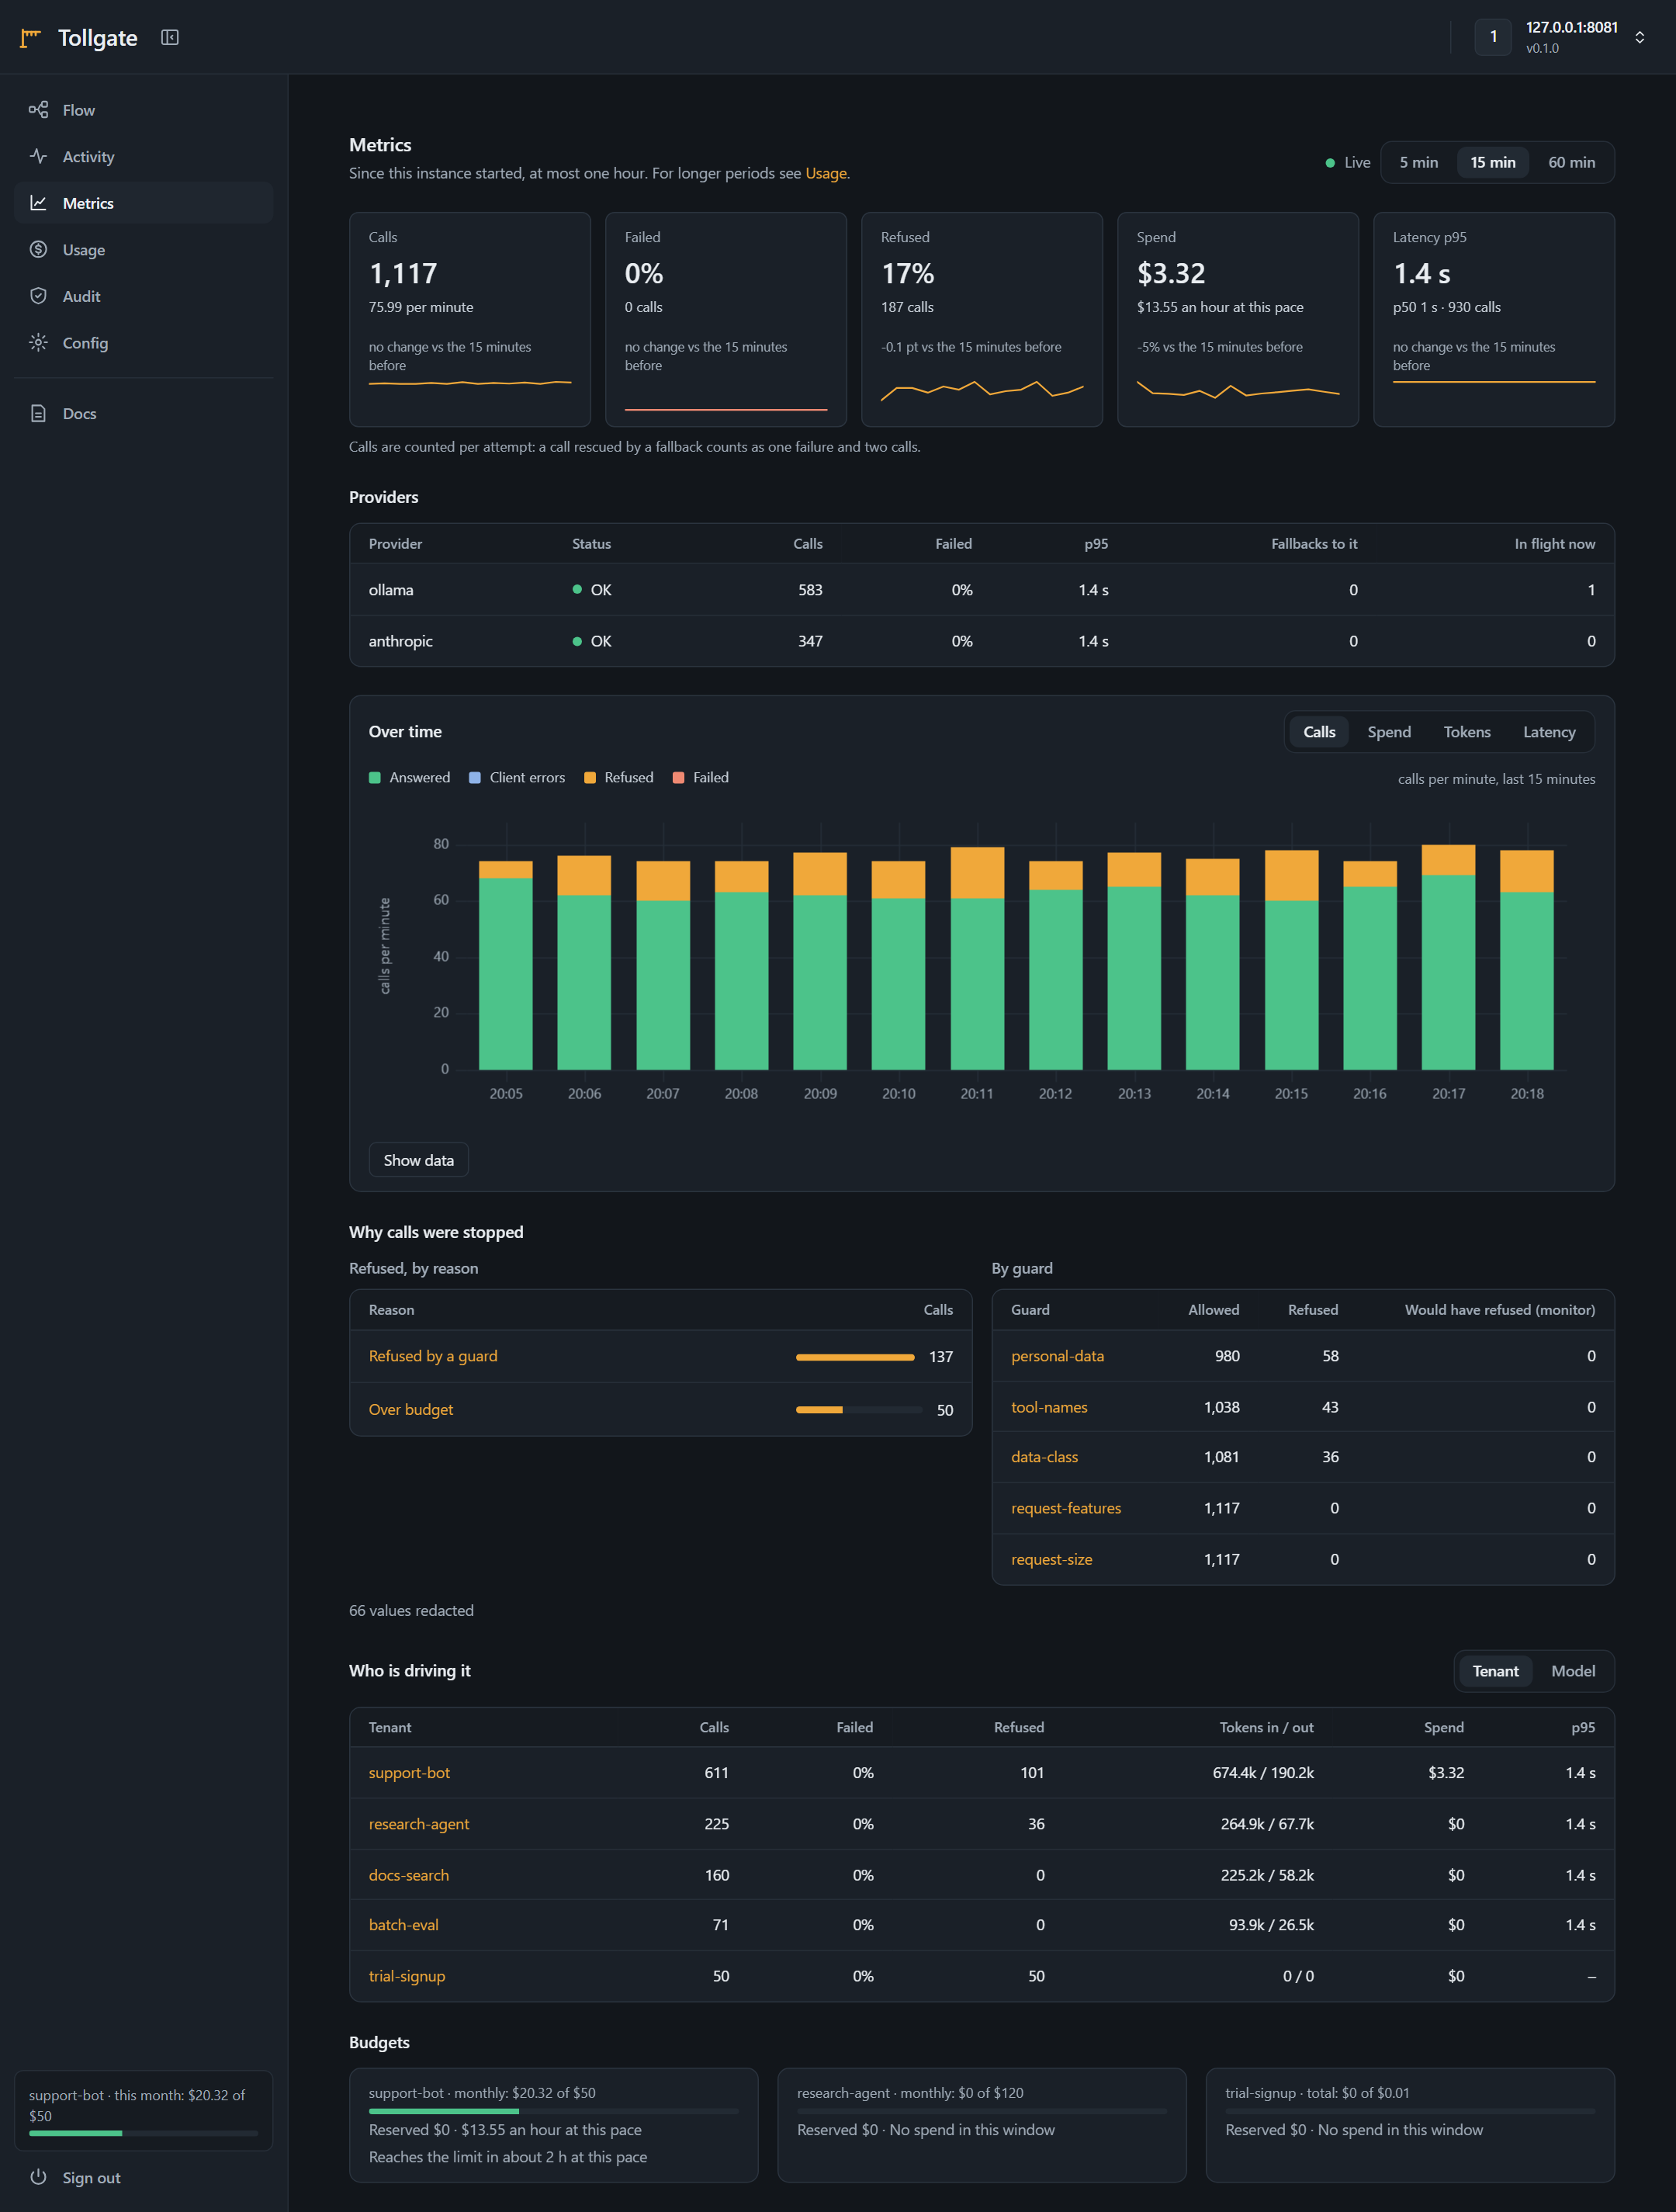 Tollgate
1
127.0.0.1:8081
v0.1.0
Flow
Activity
Metrics
Usage
Audit
Config
Docs
Metrics
Since this instance started, at most one hour. For longer periods see Usage.
Live
5 min
15 min
60 min
Calls
1,117
75.99 per minute
no change vs the 15 minutes
before
Failed
0%
0 calls
no change vs the 15 minutes
before
Refused
17%
187 calls
-0.1 pt vs the 15 minutes before
Spend
$3.32
$13.55 an hour at this pace
-5% vs the 15 minutes before
Latency p95
1.4 s
p50 1 s · 930 calls
no change vs the 15 minutes
before
Calls are counted per attempt: a call rescued by a fallback counts as one failure and two calls.
Providers
Provider Status Calls Failed p95 Fallbacks to it In flight now
ollama OK 583 0% 1.4 s 0 1
anthropic OK 347 0% 1.4 s 0 0
Over time
Calls Spend Tokens Latency
Answered Client errors Refused Failed
calls per minute, last 15 minutes
calls per minute
80
60
40
20
0
20:05 20:06 20:07 20:08 20:09 20:10 20:11 20:12 20:13 20:14 20:15 20:16 20:17 20:18
Show data
Why calls were stopped
Refused, by reason
Reason Calls
Refused by a guard 137
Over budget 50
By guard
Guard Allowed Refused Would have refused (monitor)
personal-data 980 58 0
tool-names 1,038 43 0
data-class 1,081 36 0
request-features 1,117 0 0
request-size 1,117 0 0
66 values redacted
Who is driving it
Tenant Model
Tenant Calls Failed Refused Tokens in / out Spend p95
support-bot 611 0% 101 674.4k / 190.2k $3.32 1.4 s
research-agent 225 0% 36 264.9k / 67.7k $0 1.4 s
docs-search 160 0% 0 225.2k / 58.2k $0 1.4 s
batch-eval 71 0% 0 93.9k / 26.5k $0 1.4 s
trial-signup 50 0% 50 0 / 0 $0 –
Budgets
support-bot · monthly: $20.32 of $50
Reserved $0 · $13.55 an hour at this pace
Reaches the limit in about 2 h at this pace
research-agent · monthly: $0 of $120
Reserved $0 · No spend in this window
trial-signup · total: $0 of $0.01
Reserved $0 · No spend in this window
support-bot · this month: $20.32 of
$50
Sign out